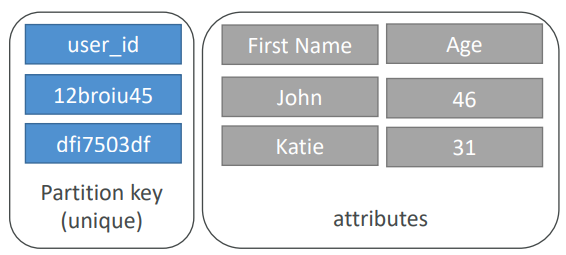 user_id First Name Age
12broiu45 John 46
dfi7503df Katie 31
Partition key
(unique)
attributes